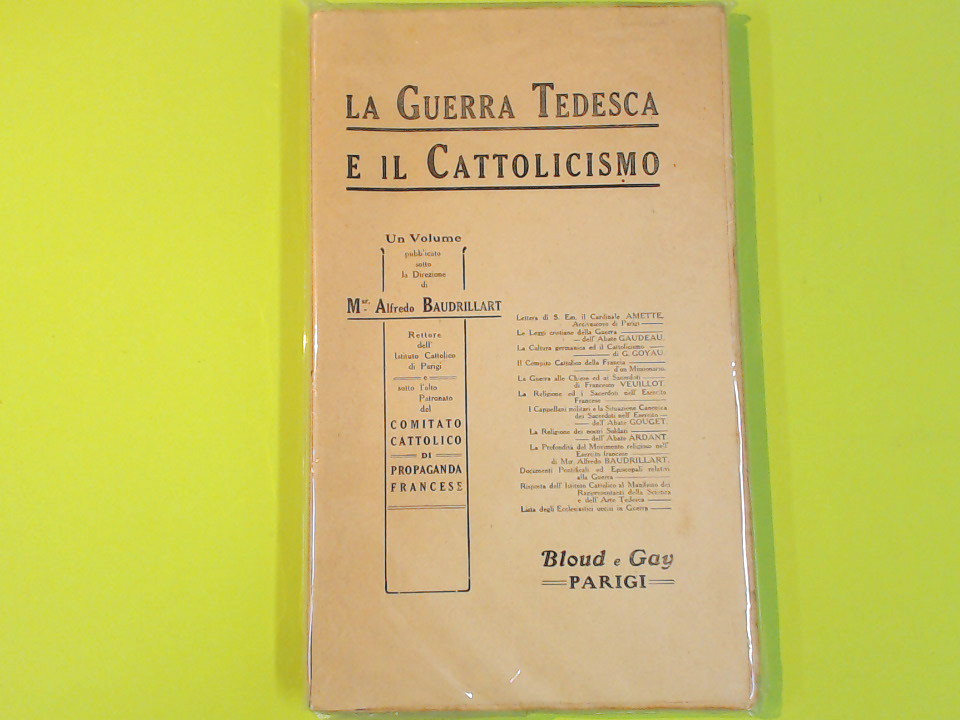 LA GUERRA TEDESCA
E IL CATTOLICISMO
Un Volume
pubblicato
sotto
la Direzione
di
Mgr. Alfredo BAUDRILLART
Rettore
dell'
Istituto Cattolico
di Parigi
e
sotto l'alto
Patronato
del
COMITATO
CATTOLICO
DI
PROPAGANDA
FRANCESE
Lettera di S. Em. il Cardinale AMETTE,
Arcivescovo di Parigi
Le Leggi cristiane della Guerra
dell'Abate GAUDEAU.
La Cultura germanica ed il Cattolicismo
di G. GOYAU.
Il Compito Cattolico della Francia
d'un Missionario.
La Guerra alle Chiese ed ai Sacerdoti
di Francesco VEUILLOT.
La Religione ed i Sacerdoti nell' Esercito
Francese
I Cappellani militari e la Situazione Canonica
dei Sacerdoti nell' Esercito
dell' Abate GOUGET.
La Religione dei nostri Soldati
dell' Abate ARDANT.
La Profondità del Movimento religioso nell'
Esercito francese
di Mgr. Alfredo BAUDRILLART.
Documenti Pontificali ed Episcopali relativi
alla Guerra
Risposta dell' Istituto Cattolico al Manifesto dei
Rappresentanti della Scienza
e dell' Arte Tedesca
Lista degli Ecclesiastici uccisi in Guerra
Bloud e Gay
PARIGI